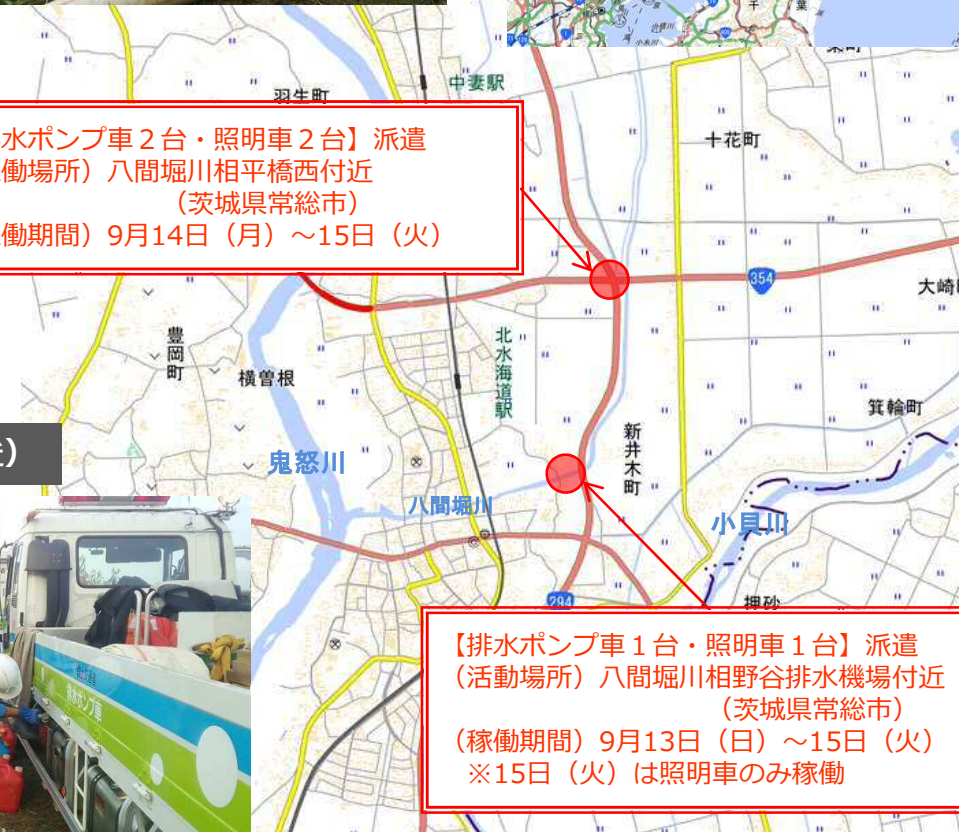 千
葉
中妻駅
羽生町
十花町
水ポンプ車２台・照明車２台】派遣
働場所）八間堀川相平橋西付近
（茨城県常総市）
働期間）9月14日（月）～15日（火）
354
大崎
豊岡町
北水海道駅
横曽根
箕輪町
新井木町
鬼怒川
八間堀川
小貝川
294
押砂
排水ポンプ車
【排水ポンプ車１台・照明車１台】派遣
（活動場所）八間堀川相野谷排水機場付近
（茨城県常総市）
（稼働期間）9月13日（日）～15日（火）
※15日（火）は照明車のみ稼働